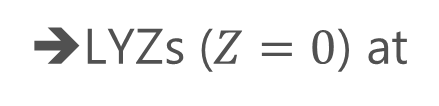 ➔LYZs (𝑍 = 0) at